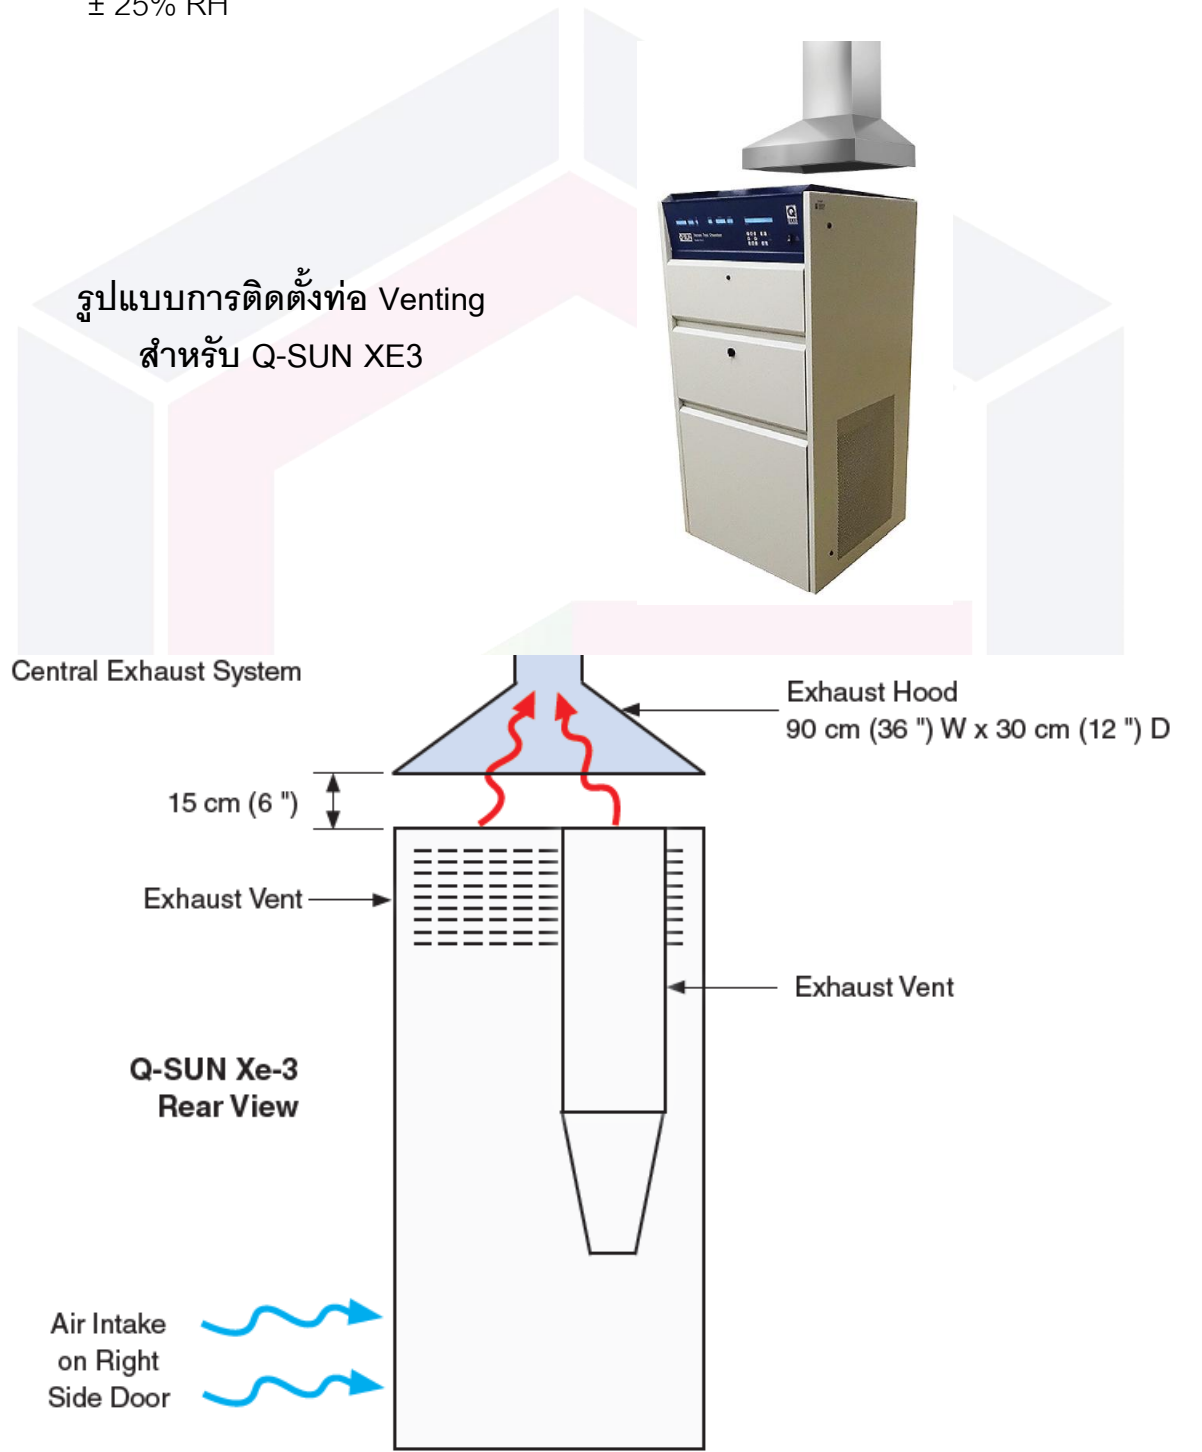 ± 25% RH
รูปแบบการติดตั้งท่อ Venting
สำหรับ Q-SUN XE3
Central Exhaust System
Exhaust Hood
90 cm (36 ") W x 30 cm (12 ") D
15 cm (6 ")
Exhaust Vent
Exhaust Vent
Q-SUN Xe-3
Rear View
Air Intake
on Right
Side Door